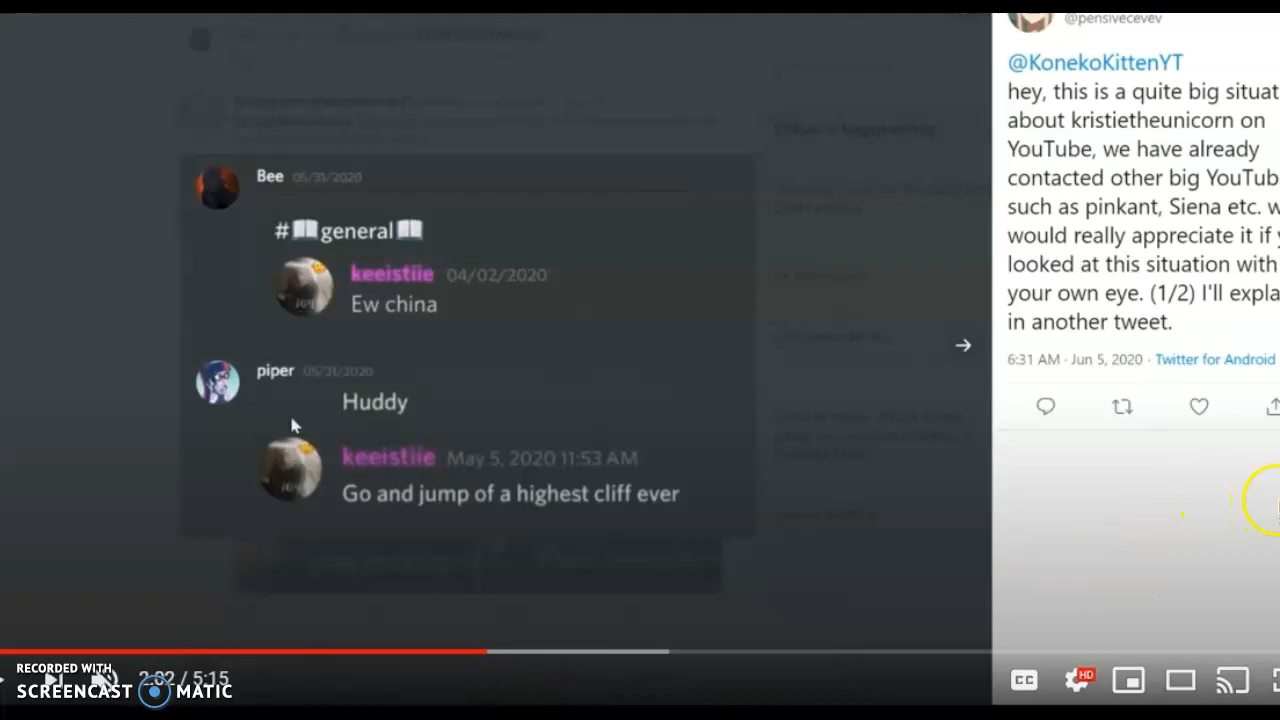 Bee 05/31/2020
#📖general📖
keeistiie 04/02/2020
Ew china
piper 05/31/2020
Huddy
keeistiie May 5, 2020 11:53 AM
Go and jump of a highest cliff ever
@pensivecevev
@KonekoKittenYT
hey, this is a quite big situat
about kristietheunicorn on
YouTube, we have already
contacted other big YouTub
such as pinkant, Siena etc. w
would really appreciate it if y
looked at this situation with
your own eye. (1/2) I'll expla
in another tweet.
6:31 AM · Jun 5, 2020 · Twitter for Android
2:02 / 5:15
CC
HD
RECORDED WITH
SCREENCAST MATIC